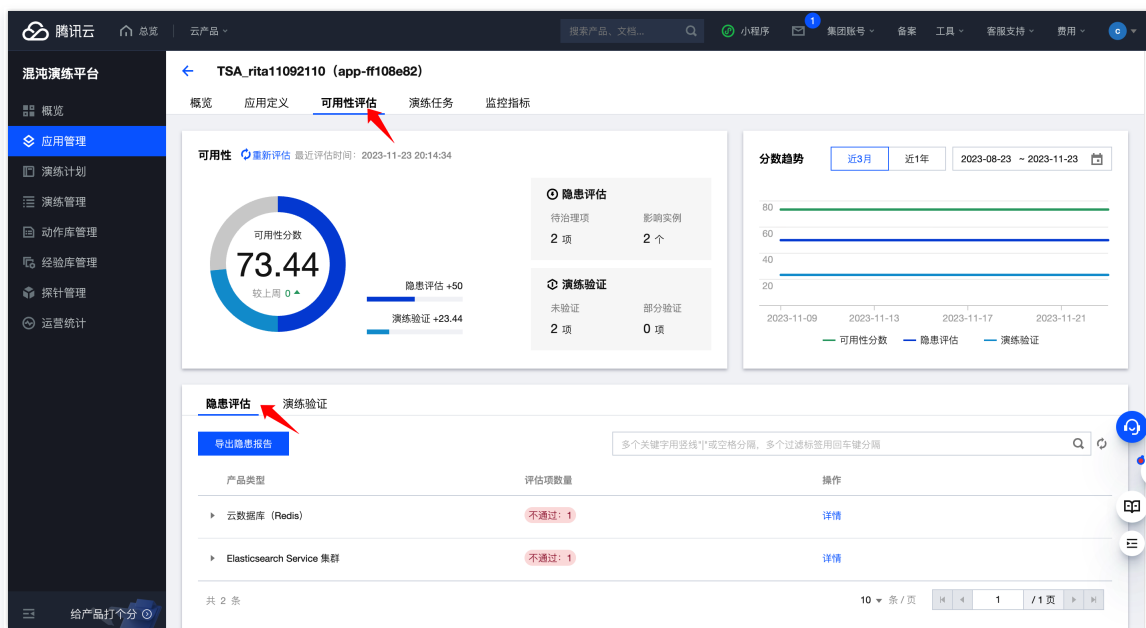 腾讯云 总览 云产品 搜索产品、文档... 小程序 1 集团账号 备案 工具 客服支持 费用 c
混沌演练平台
概览
应用管理
演练计划
演练管理
动作库管理
经验库管理
探针管理
运营统计
给产品打个分
TSA_rita11092110（app-ff108e82）
概览 应用定义 可用性评估 演练任务 监控指标
可用性 重新评估 最近评估时间： 2023-11-23 20:14:34
可用性分数
73.44
较上周 0
隐患评估 +50
演练验证 +23.44
隐患评估
待治理项 影响实例
2 项 2 个
演练验证
未验证 部分验证
2 项 0 项
分数趋势 近3月 近1年 2023-08-23 ~ 2023-11-23
80
60
40
20
2023-11-09 2023-11-13 2023-11-17 2023-11-21
可用性分数 隐患评估 演练验证
隐患评估 演练验证
导出隐患报告 多个关键字用竖线"|"或空格分隔，多个过滤标签用回车键分隔
产品类型 评估项数量 操作
云数据库（Redis） 不通过：1 详情
Elasticsearch Service 集群 不通过：1 详情
共 2 条 10 条 / 页 1 / 1 页